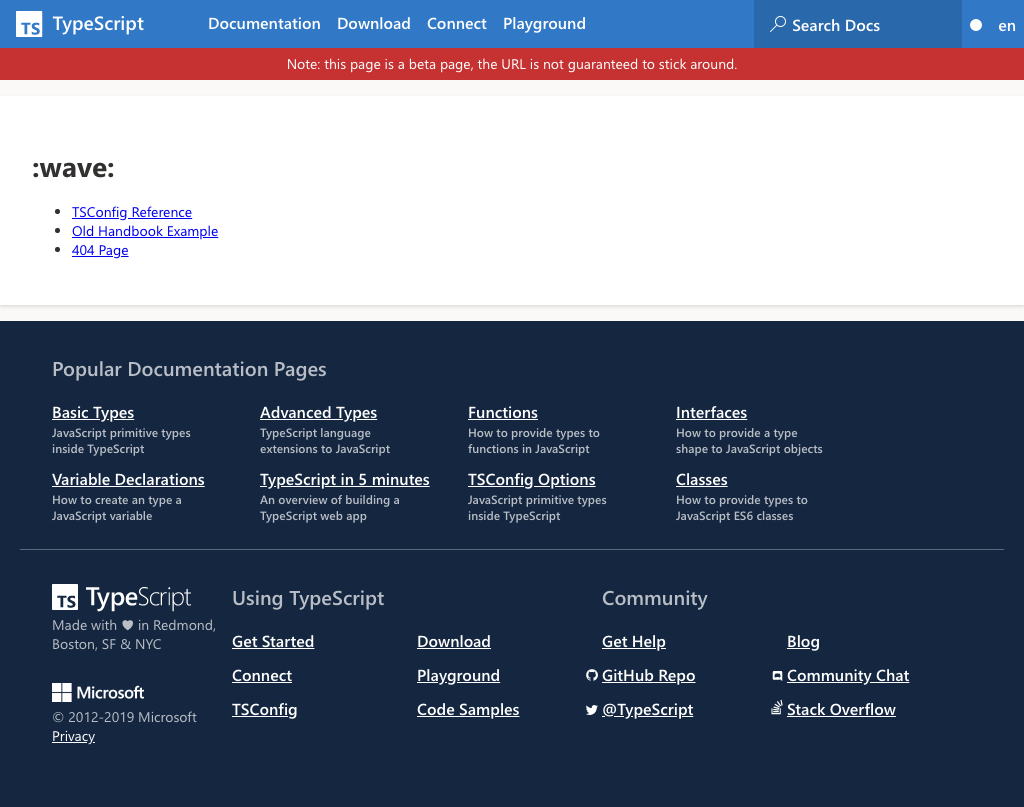 TS TypeScript Documentation Download Connect Playground Search Docs en
Note: this page is a beta page, the URL is not guaranteed to stick around.
:wave:
TSConfig Reference
Old Handbook Example
404 Page
Popular Documentation Pages
Basic Types
JavaScript primitive types
inside TypeScript
Advanced Types
TypeScript language
extensions to JavaScript
Functions
How to provide types to
functions in JavaScript
Interfaces
How to provide a type
shape to JavaScript objects
Variable Declarations
How to create an type a
JavaScript variable
TypeScript in 5 minutes
An overview of building a
TypeScript web app
TSConfig Options
JavaScript primitive types
inside TypeScript
Classes
How to provide types to
JavaScript ES6 classes
TS TypeScript
Made with ♥ in Redmond,
Boston, SF & NYC
Microsoft
© 2012-2019 Microsoft
Privacy
Using TypeScript
Get Started
Download
Connect
Playground
TSConfig
Code Samples
Community
Get Help
Blog
GitHub Repo
Community Chat
@TypeScript
Stack Overflow